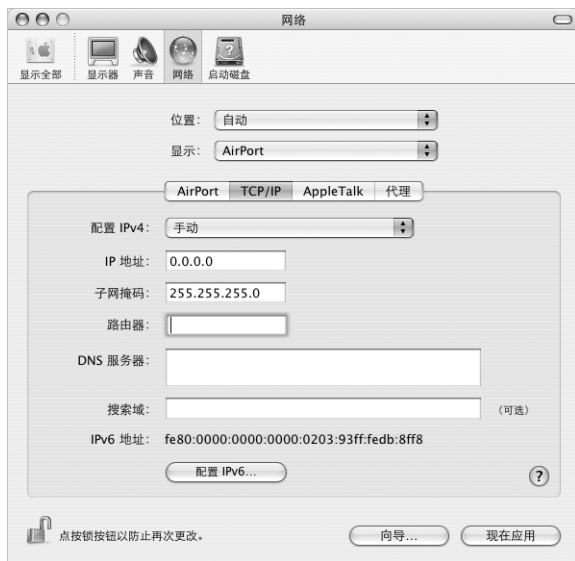 网络
显示全部 显示器 声音 网络 启动磁盘
位置: 自动
显示: AirPort
AirPort TCP/IP AppleTalk 代理
配置 IPv4: 手动
IP 地址: 0.0.0.0
子网掩码: 255.255.255.0
路由器:
DNS 服务器:
搜索域: (可选)
IPv6 地址: fe80:0000:0000:0000:0203:93ff:fedb:8ff8
配置 IPv6... ?
点按锁按钮以防止再次更改。 向导... 现在应用